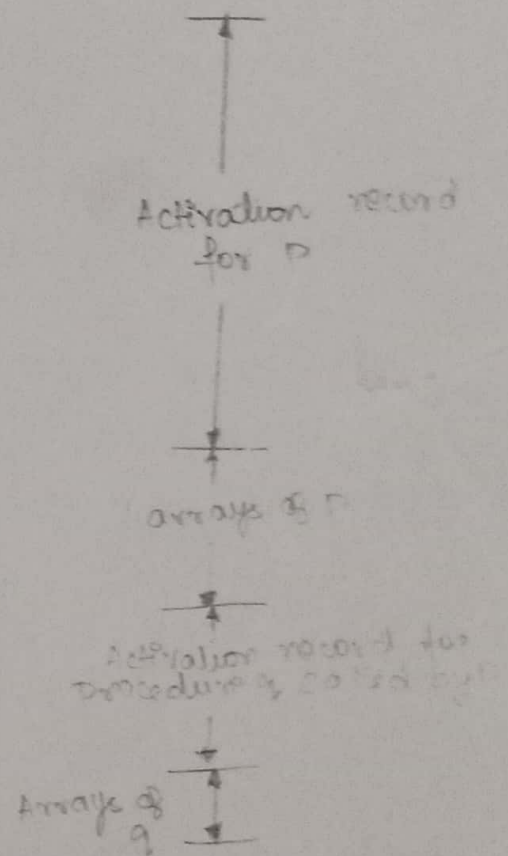 Activation record
for P
arrays of
Activation record for
procedure q called by
Arrays of
q